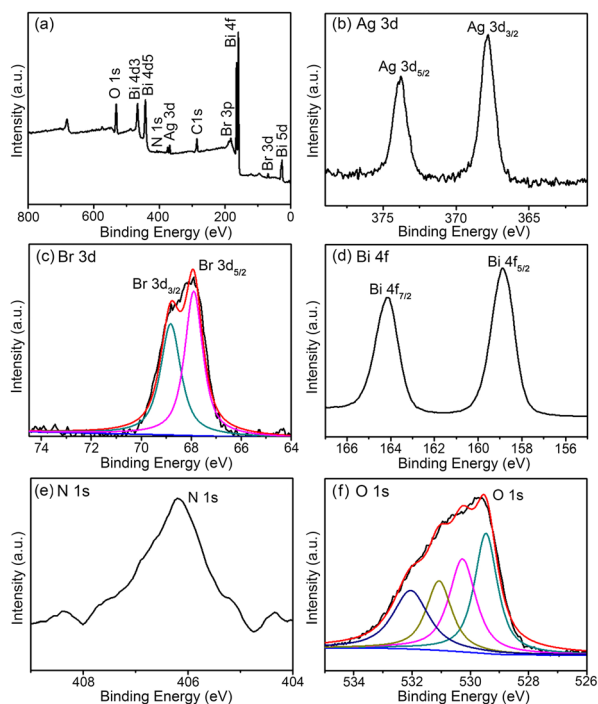 (a)
Intensity (a.u.)
O 1s
Bi 4d3
Bi 4d5
N 1s
Ag 3d
C1s
Br 3p
Bi 4f
Br 3d
Bi 5d
800 600 400 200 0
Binding Energy (eV)
(b) Ag 3d
Intensity (a.u.)
Ag 3d5/2
Ag 3d3/2
375 370 365
Binding Energy (eV)
(c) Br 3d
Intensity (a.u.)
Br 3d3/2
Br 3d5/2
74 72 70 68 66 64
Binding Energy (eV)
(d) Bi 4f
Intensity (a.u.)
Bi 4f7/2
Bi 4f5/2
166 164 162 160 158 156
Binding Energy (eV)
(e) N 1s
Intensity (a.u.)
N 1s
408 406 404
Binding Energy (eV)
(f) O 1s
Intensity (a.u.)
O 1s
534 532 530 528 526
Binding Energy (eV)